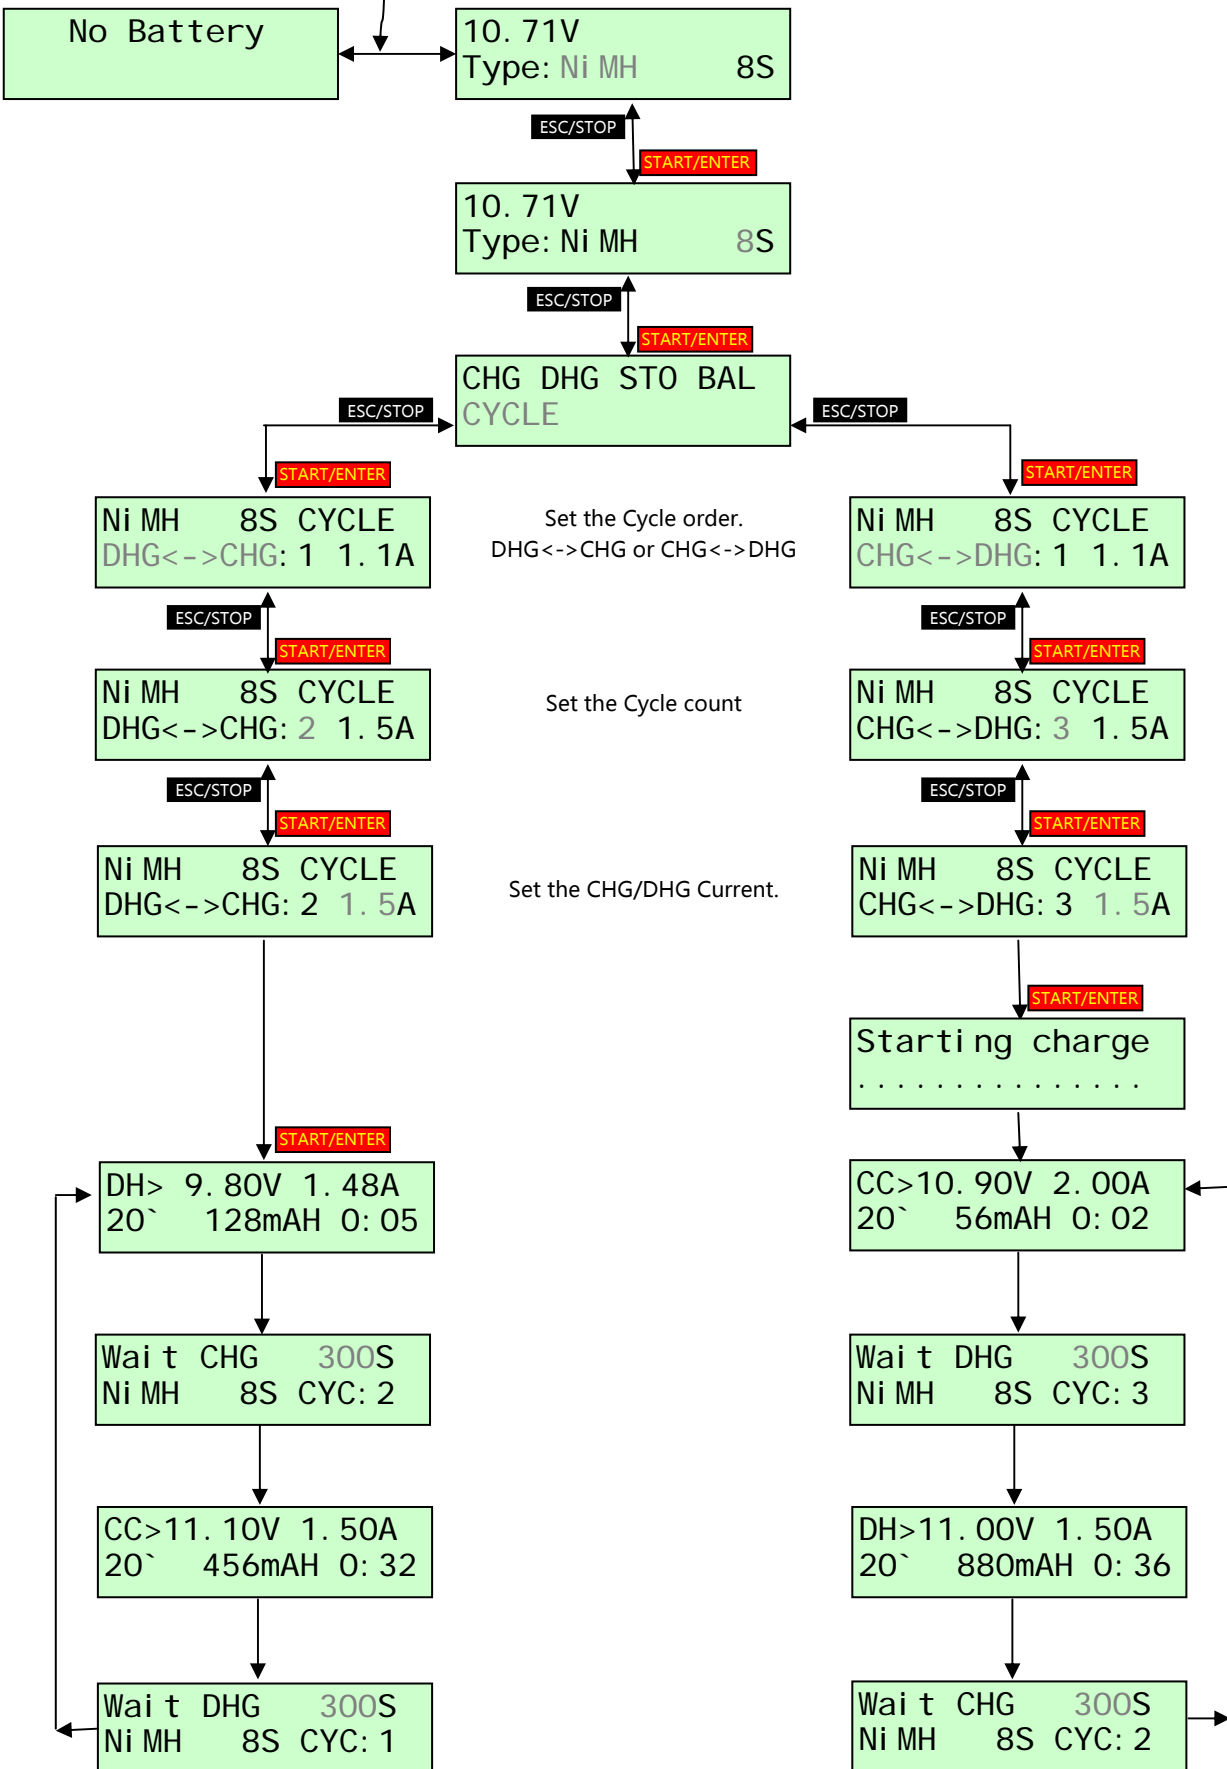 No Battery
10.71V
Type:NiMH 8S
ESC/STOP
START/ENTER
10.71V
Type:NiMH 8S
ESC/STOP
START/ENTER
CHG DHG STO BAL
CYCLE
ESC/STOP
ESC/STOP
START/ENTER
START/ENTER
NiMH 8S CYCLE
DHG<->CHG:1 1.1A
Set the Cycle order.
DHG<->CHG or CHG<->DHG
NiMH 8S CYCLE
CHG<->DHG:1 1.1A
ESC/STOP
START/ENTER
ESC/STOP
START/ENTER
NiMH 8S CYCLE
DHG<->CHG:2 1.5A
Set the Cycle count
NiMH 8S CYCLE
CHG<->DHG:3 1.5A
ESC/STOP
START/ENTER
ESC/STOP
START/ENTER
NiMH 8S CYCLE
DHG<->CHG:2 1.5A
Set the CHG/DHG Current.
NiMH 8S CYCLE
CHG<->DHG:3 1.5A
START/ENTER
Starting charge
...............
START/ENTER
DH> 9.80V 1.48A
20` 128mAH 0:05
CC>10.90V 2.00A
20` 56mAH 0:02
Wait CHG 300S
NiMH 8S CYC:2
Wait DHG 300S
NiMH 8S CYC:3
CC>11.10V 1.50A
20` 456mAH 0:32
DH>11.00V 1.50A
20` 880mAH 0:36
Wait DHG 300S
NiMH 8S CYC:1
Wait CHG 300S
NiMH 8S CYC:2